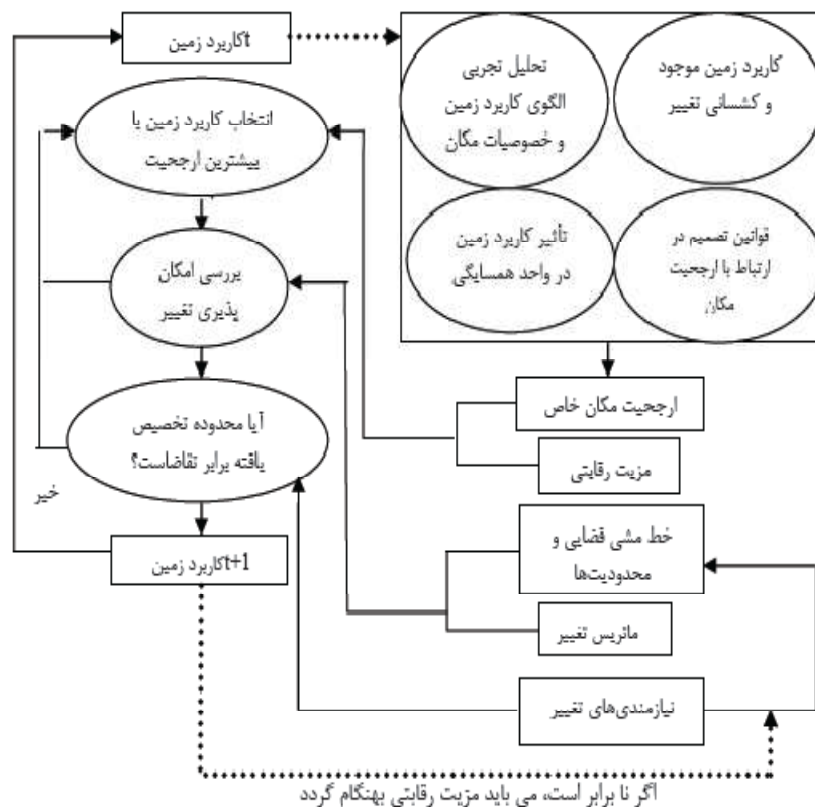 کاربرد زمینt
تحلیل تجربی
الگوی کاربرد زمین
و خصوصیات مکان
کاربرد زمین موجود
و کشسانی تغییر
تأثیر کاربرد زمین
در واحد همسایگی
قوانین تصمیم در
ارتباط با ارجحیت
مکان
انتخاب کاربرد زمین با
بیشترین ارجحیت
بررسی امکان
پذیری تغییر
آیا محدوده تخصیص
یافته برابر تقاضاست؟
خیر
کاربرد زمینt+1
ارجحیت مکان خاص
مزیت رقابتی
خط مشی فضایی و
محدودیت‌ها
ماتریس تغییر
نیازمندی‌های تغییر
اگر نا برابر است، می باید مزیت رقابتی بهنگام گردد